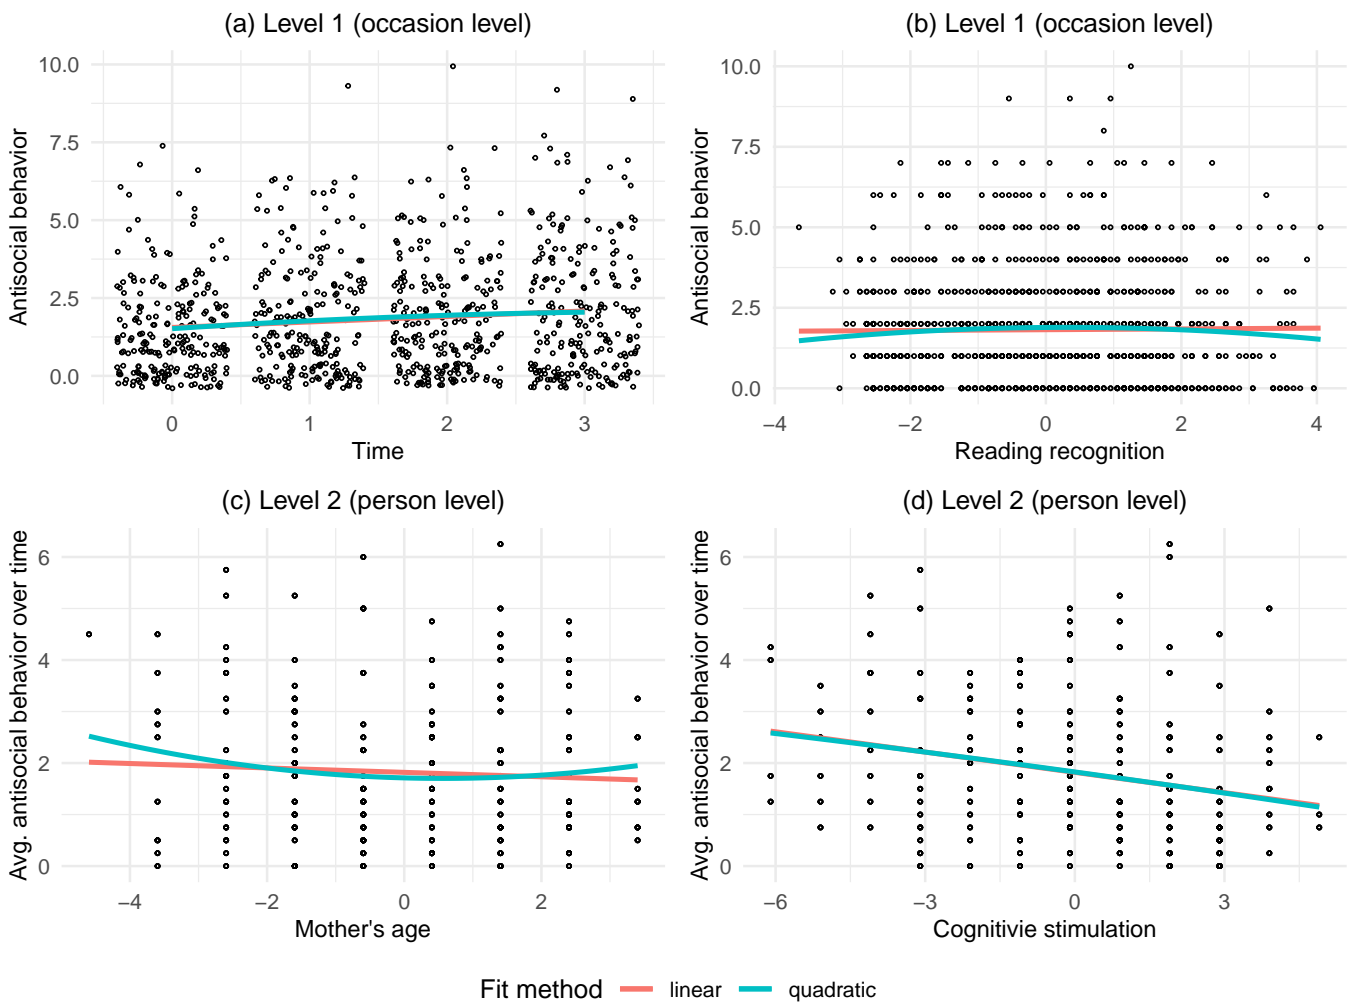 (a) Level 1 (occasion level)
10.0
7.5
5.0
2.5
0.0
Antisocial behavior
0 1 2 3
Time
(b) Level 1 (occasion level)
10.0
7.5
5.0
2.5
0.0
Antisocial behavior
−4 −2 0 2 4
Reading recognition
(c) Level 2 (person level)
6
4
2
0
Avg. antisocial behavior over time
−4 −2 0 2
Mother's age
(d) Level 2 (person level)
6
4
2
0
Avg. antisocial behavior over time
−6 −3 0 3
Cognitivie stimulation
Fit method linear quadratic